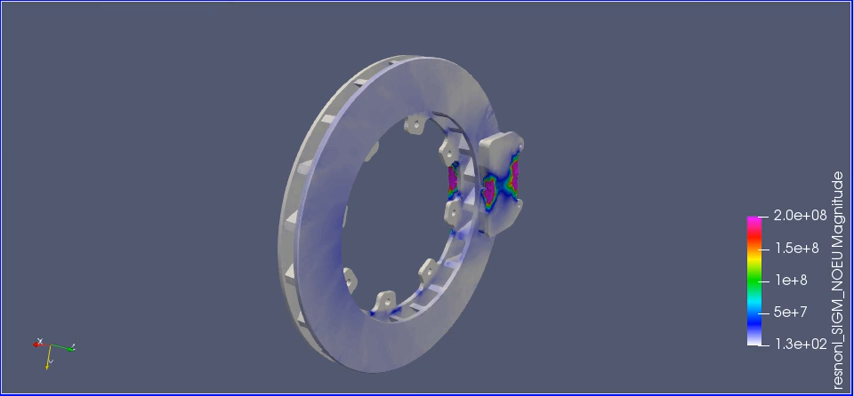 2.0e+08
1.5e+8
1e+8
5e+7
1.3e+02
resnonl_SIGM_NOEU Magnitude
X
Z